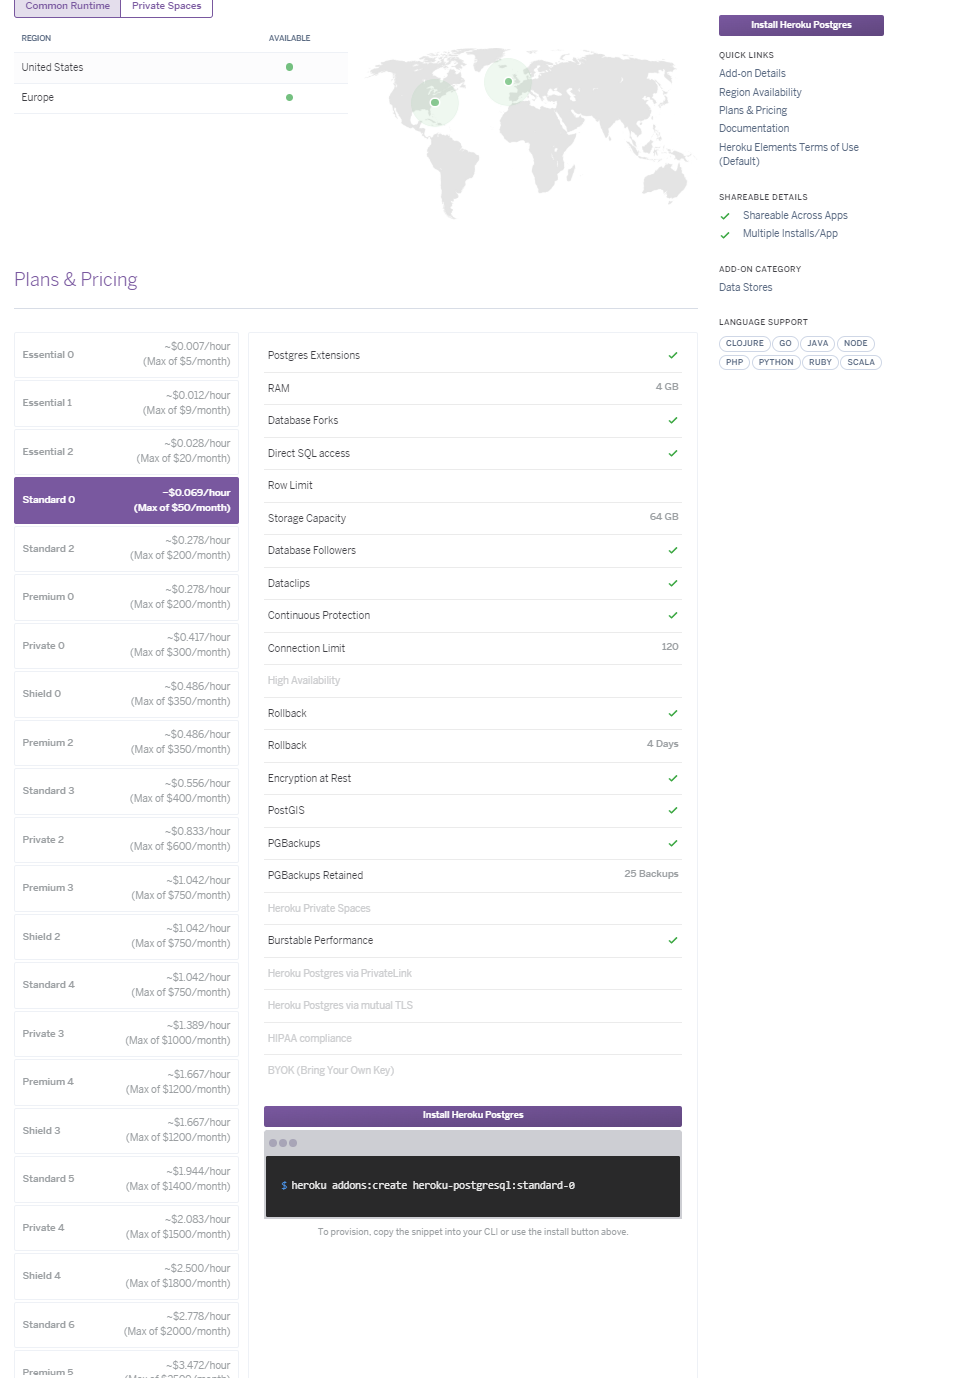 Common Runtime
Private Spaces
REGION
AVAILABLE
United States
Europe
Plans & Pricing
Essential 0
~$0.007/hour
(Max of $5/month)
Essential 1
~$0.012/hour
(Max of $9/month)
Essential 2
~$0.028/hour
(Max of $20/month)
Standard 0
~$0.069/hour
(Max of $50/month)
Standard 2
~$0.278/hour
(Max of $200/month)
Premium 0
~$0.278/hour
(Max of $200/month)
Private 0
~$0.417/hour
(Max of $300/month)
Shield 0
~$0.486/hour
(Max of $350/month)
Premium 2
~$0.486/hour
(Max of $350/month)
Standard 3
~$0.556/hour
(Max of $400/month)
Private 2
~$0.833/hour
(Max of $600/month)
Premium 3
~$1.042/hour
(Max of $750/month)
Shield 2
~$1.042/hour
(Max of $750/month)
Standard 4
~$1.042/hour
(Max of $750/month)
Private 3
~$1.389/hour
(Max of $1000/month)
Premium 4
~$1.667/hour
(Max of $1200/month)
Shield 3
~$1.667/hour
(Max of $1200/month)
Standard 5
~$1.944/hour
(Max of $1400/month)
Private 4
~$2.083/hour
(Max of $1500/month)
Shield 4
~$2.500/hour
(Max of $1800/month)
Standard 6
~$2.778/hour
(Max of $2000/month)
Premium 5
~$3.472/hour
Postgres Extensions
RAM
4 GB
Database Forks
Direct SQL access
Row Limit
Storage Capacity
64 GB
Database Followers
Dataclips
Continuous Protection
Connection Limit
120
High Availability
Rollback
Rollback
4 Days
Encryption at Rest
PostGIS
PGBackups
PGBackups Retained
25 Backups
Heroku Private Spaces
Burstable Performance
Heroku Postgres via PrivateLink
Heroku Postgres via mutual TLS
HIPAA compliance
BYOK (Bring Your Own Key)
Install Heroku Postgres
$ heroku addons:create heroku-postgresql:standard-0
To provision, copy the snippet into your CLI or use the install button above.
Install Heroku Postgres
QUICK LINKS
Add-on Details
Region Availability
Plans & Pricing
Documentation
Heroku Elements Terms of Use
(Default)
SHAREABLE DETAILS
Shareable Across Apps
Multiple Installs/App
ADD-ON CATEGORY
Data Stores
LANGUAGE SUPPORT
CLOJURE GO JAVA NODE
PHP PYTHON RUBY SCALA